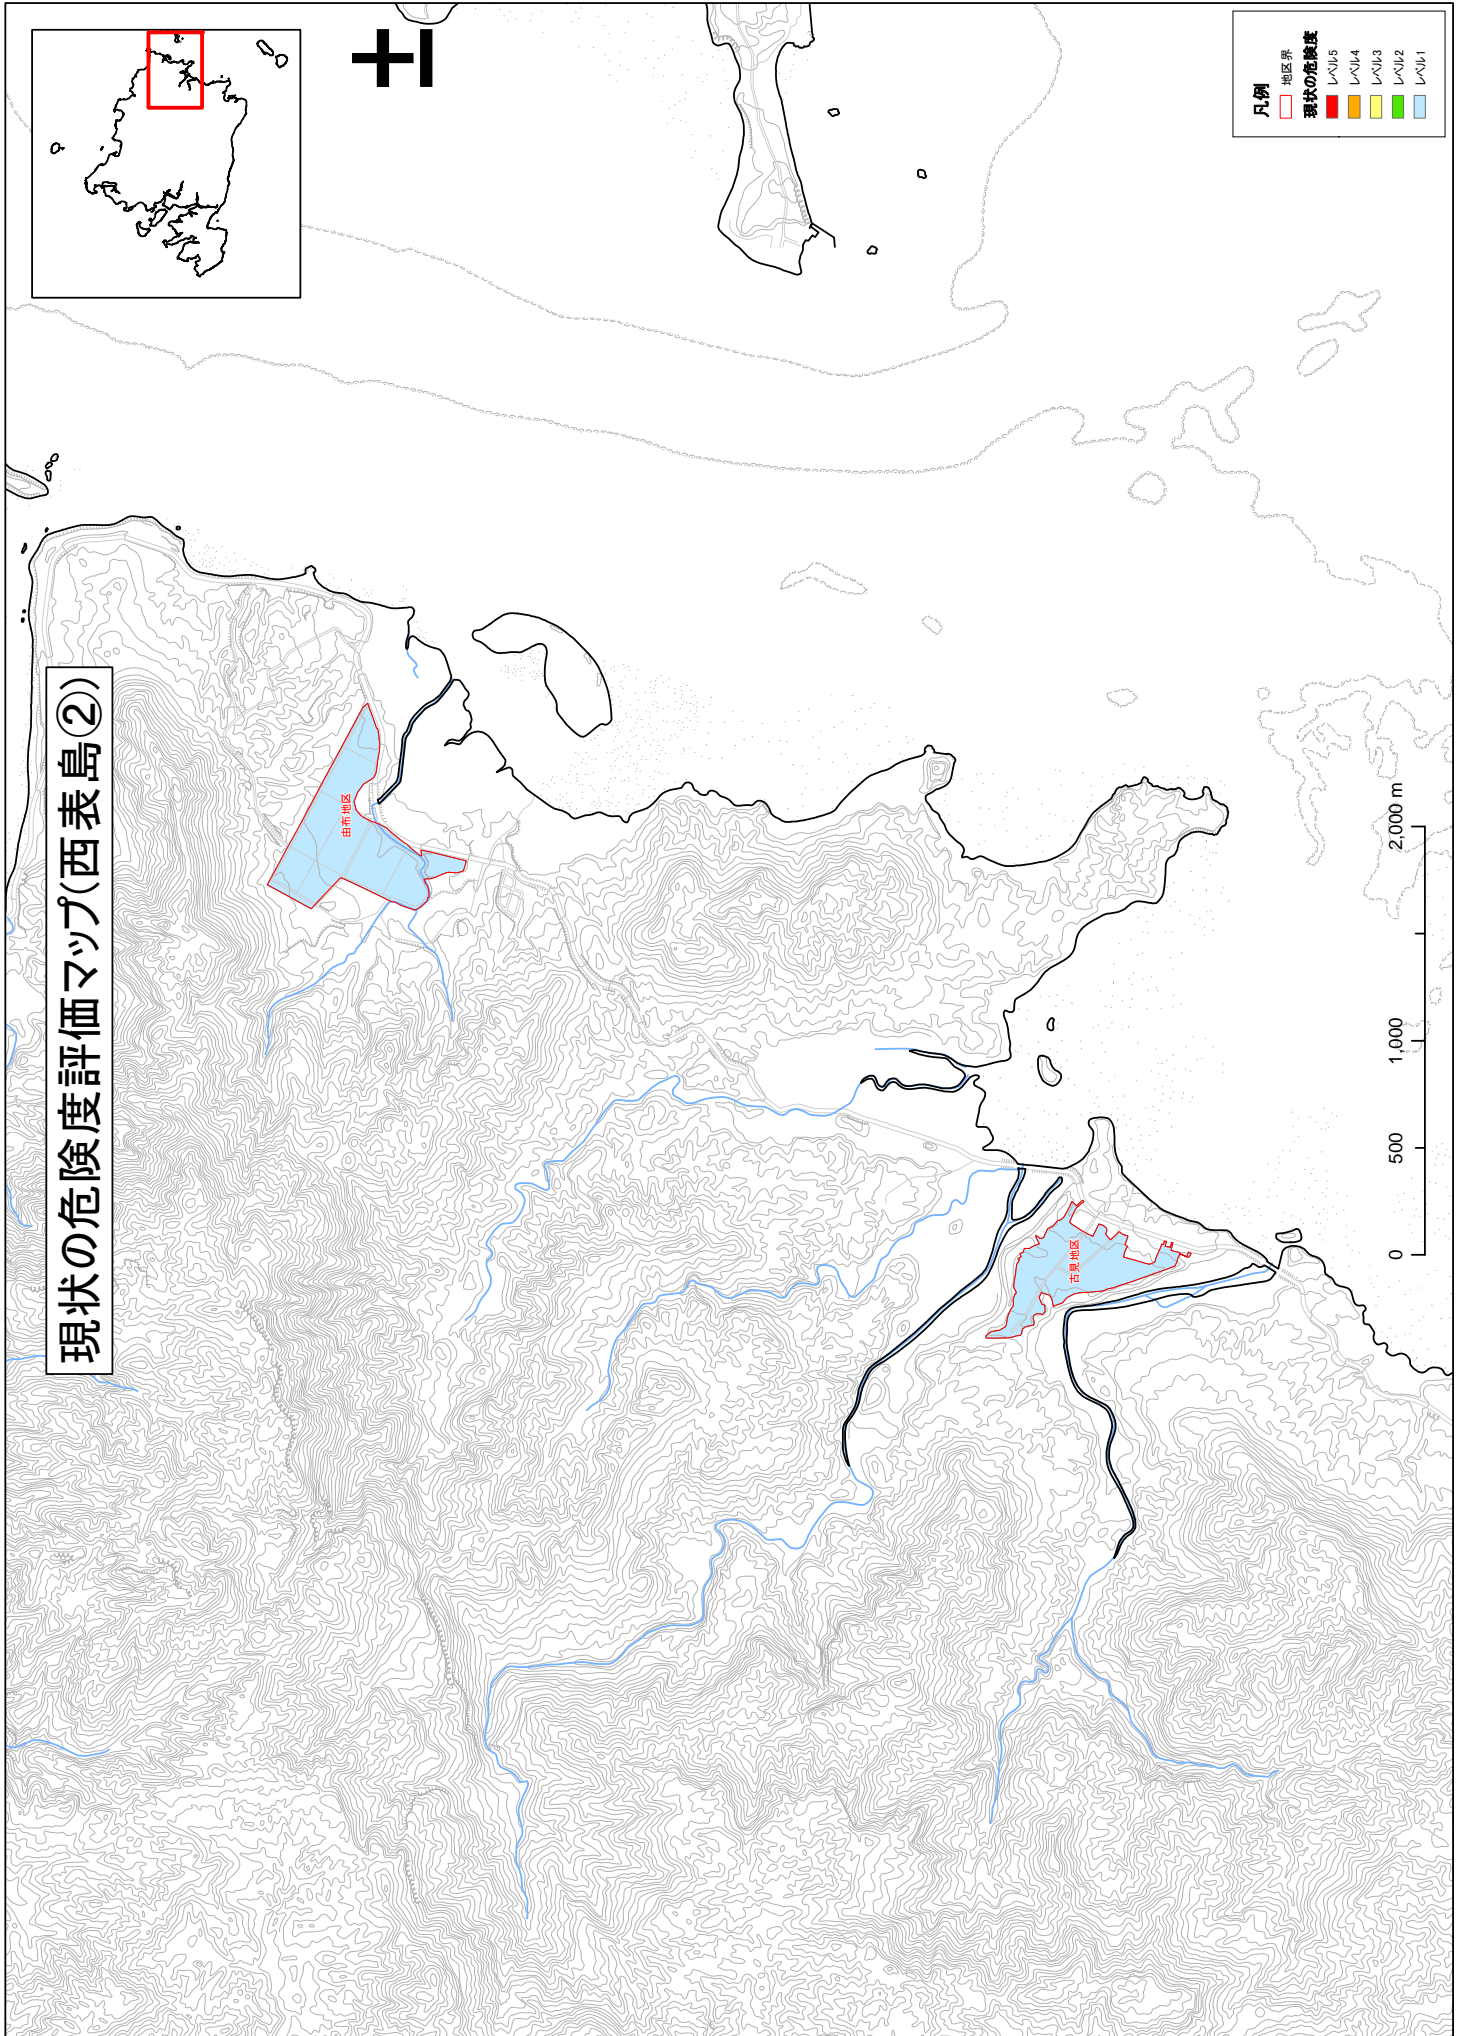 現状の危険度評価マップ(西表島②)
由布地区
古見地区
凡例
地区界
現状の危険度
レベル5
レベル4
レベル3
レベル2
レベル1
0 500 1,000 2,000 m